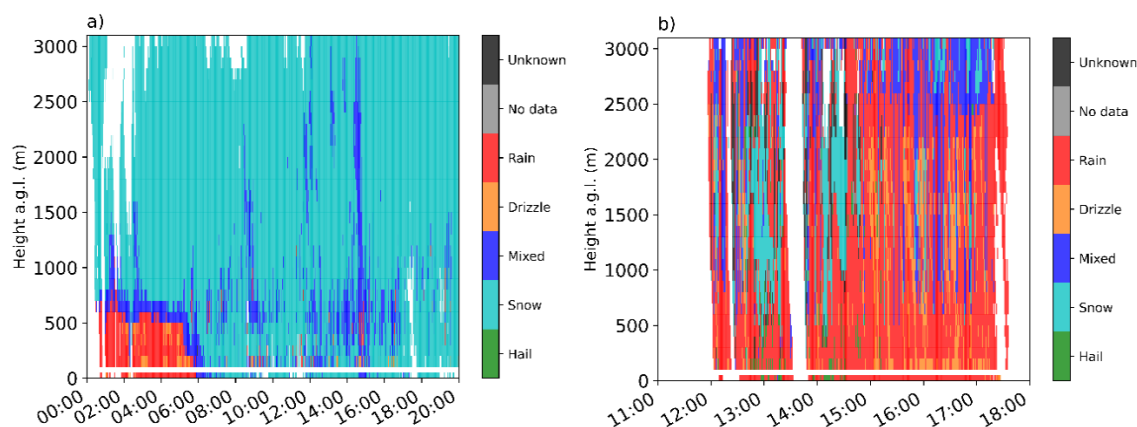 a)
3000
2500
2000
1500
1000
500
0
Height a.g.l. (m)
00:00
02:00
04:00
06:00
08:00
10:00
12:00
14:00
16:00
18:00
20:00
Unknown
No data
Rain
Drizzle
Mixed
Snow
Hail
b)
3000
2500
2000
1500
1000
500
0
Height a.g.l. (m)
11:00
12:00
13:00
14:00
15:00
16:00
17:00
18:00
Unknown
No data
Rain
Drizzle
Mixed
Snow
Hail